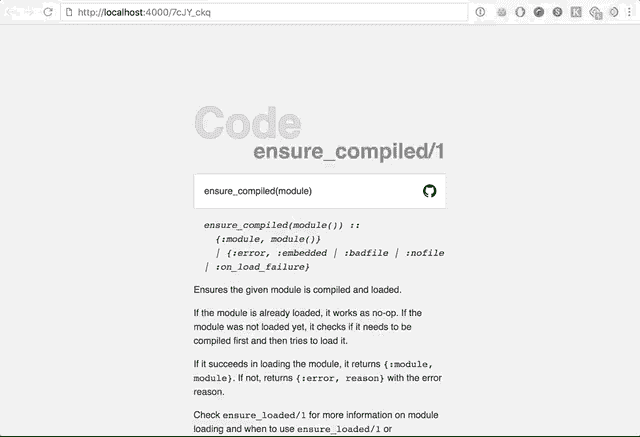 http://localhost:4000/7cJY_ckq
Code
ensure_compiled/1
ensure_compiled(module)
ensure_compiled(module()) ::
{:module, module()}
| {:error, :embedded | :badfile | :nofile
| :on_load_failure}
Ensures the given module is compiled and loaded.
If the module is already loaded, it works as no-op. If the
module was not loaded yet, it checks if it needs to be
compiled first and then tries to load it.
If it succeeds in loading the module, it returns {:module,
module}. If not, returns {:error, reason} with the error
reason.
Check ensure_loaded/1 for more information on module
loading and when to use ensure_loaded/1 or